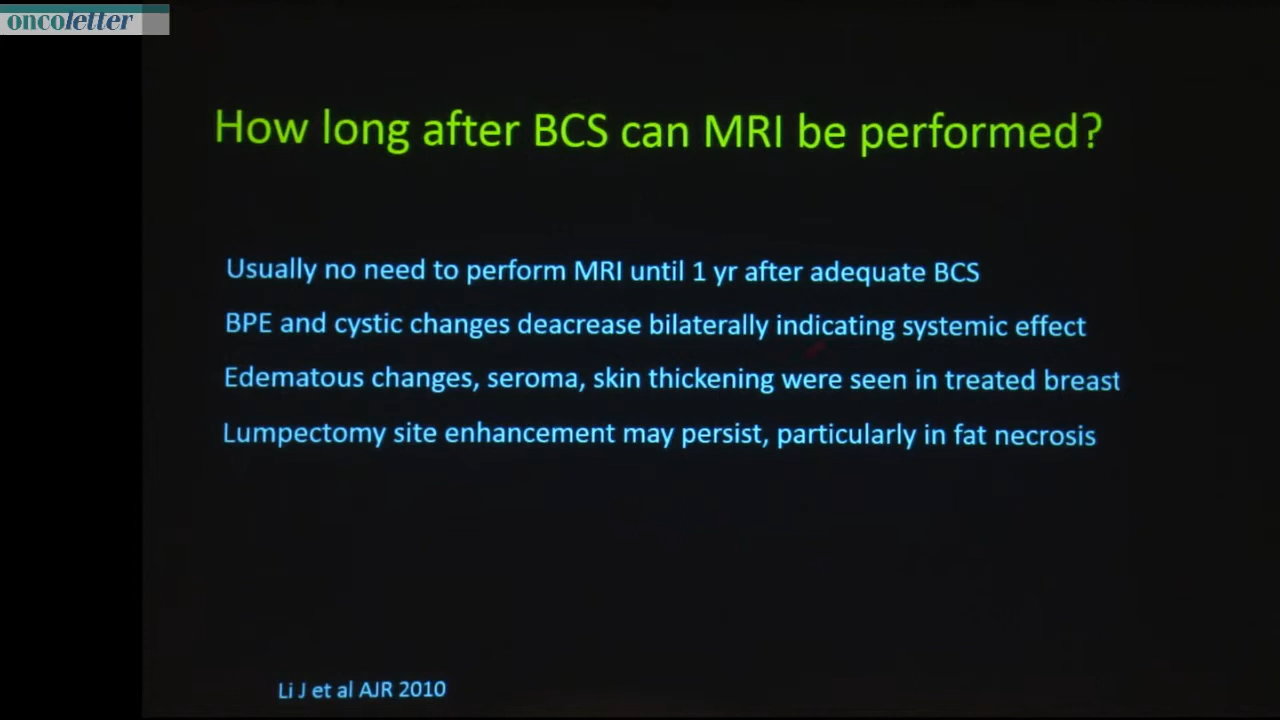 oncoletter
How long after BCS can MRI be performed?
Usually no need to perform MRI until 1 yr after adequate BCS
BPE and cystic changes deacrease bilaterally indicating systemic effect
Edematous changes, seroma, skin thickening were seen in treated breast
Lumpectomy site enhancement may persist, particularly in fat necrosis
Li J et al AJR 2010